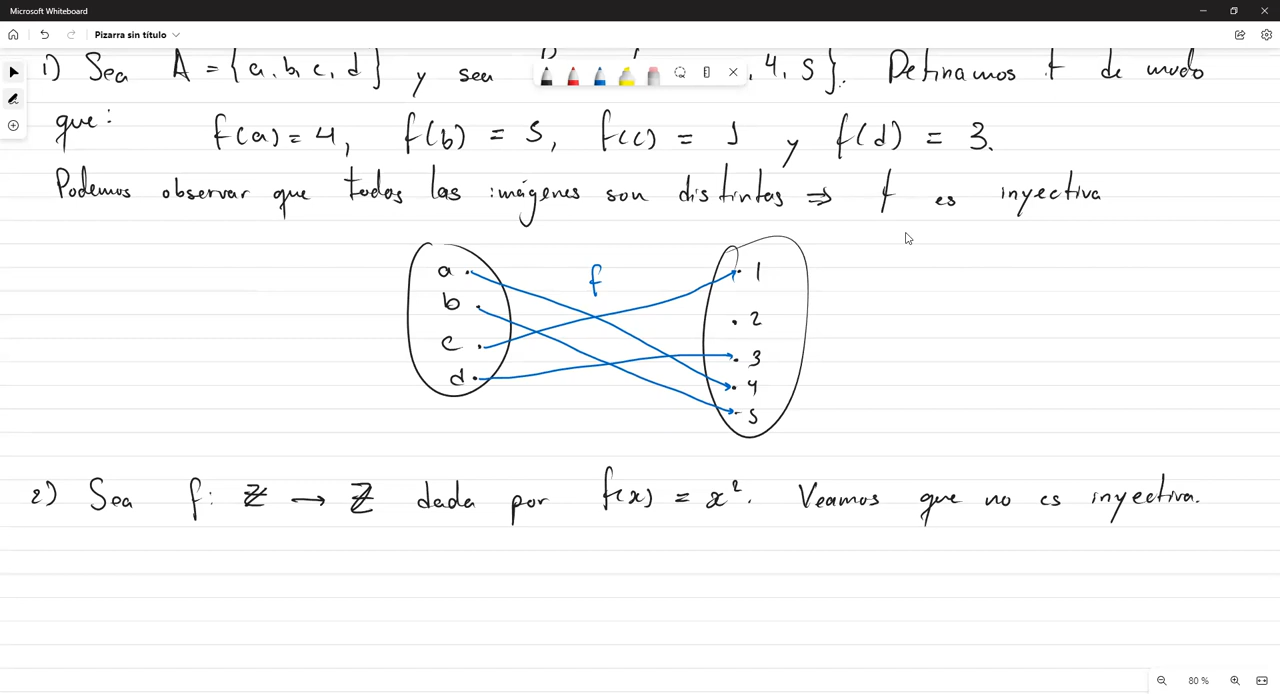 Microsoft Whiteboard
Pizarra sin título
1) Sea A = {a, b, c, d} y sea , 4, 5}. Definamos f de modo
que: f(a) = 4, f(b) = 5, f(c) = 1 y f(d) = 3.
Podemos observar que todos las imágenes son distintas ⇒ f es inyectiva
f
a 1
b 2
c 3
d 4
5
2) Sea f: ℤ → ℤ dada por f(x) = x². Veamos que no es inyectiva.
80 %